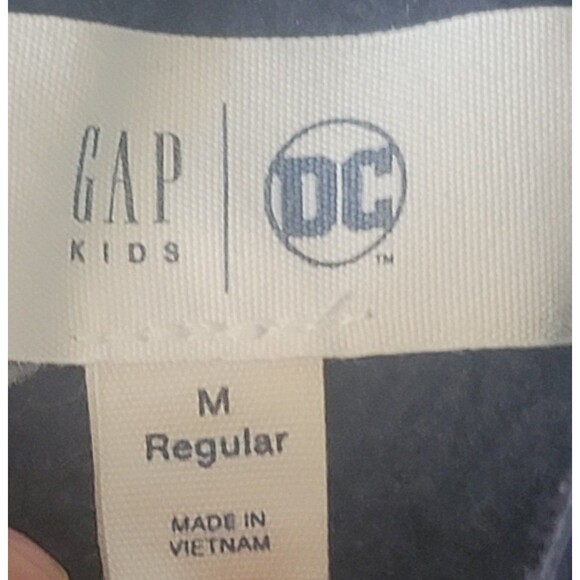 GAP
KIDS
DC
™
M
Regular
MADE IN
VIETNAM